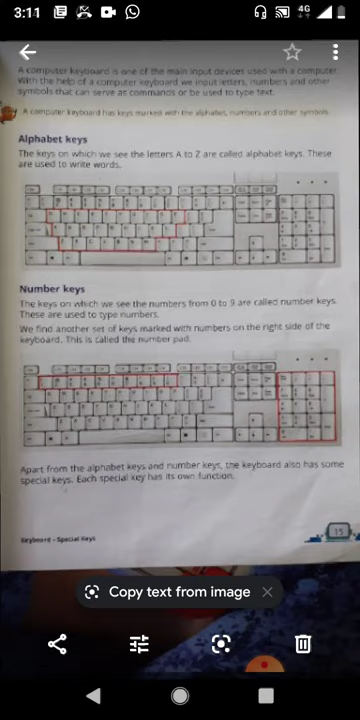 3:11
4G
A computer keyboard is one of the main input devices used with a computer.
With the help of a computer keyboard we input letters, numbers and other
symbols that can serve as commands or be used to type text.
A computer keyboard has keys marked with the alphabet, numbers and other symbols.
Alphabet keys
The keys on which we see the letters A to Z are called alphabet keys. These
are used to write words.
Number keys
The keys on which we see the numbers from 0 to 9 are called number keys.
These are used to type numbers.
We find another set of keys marked with numbers on the right side of the
keyboard. This is called the number pad.
Apart from the alphabet keys and number keys, the keyboard also has some
special keys. Each special key has its own function.
Keyboard - Special Keys
15
Copy text from image